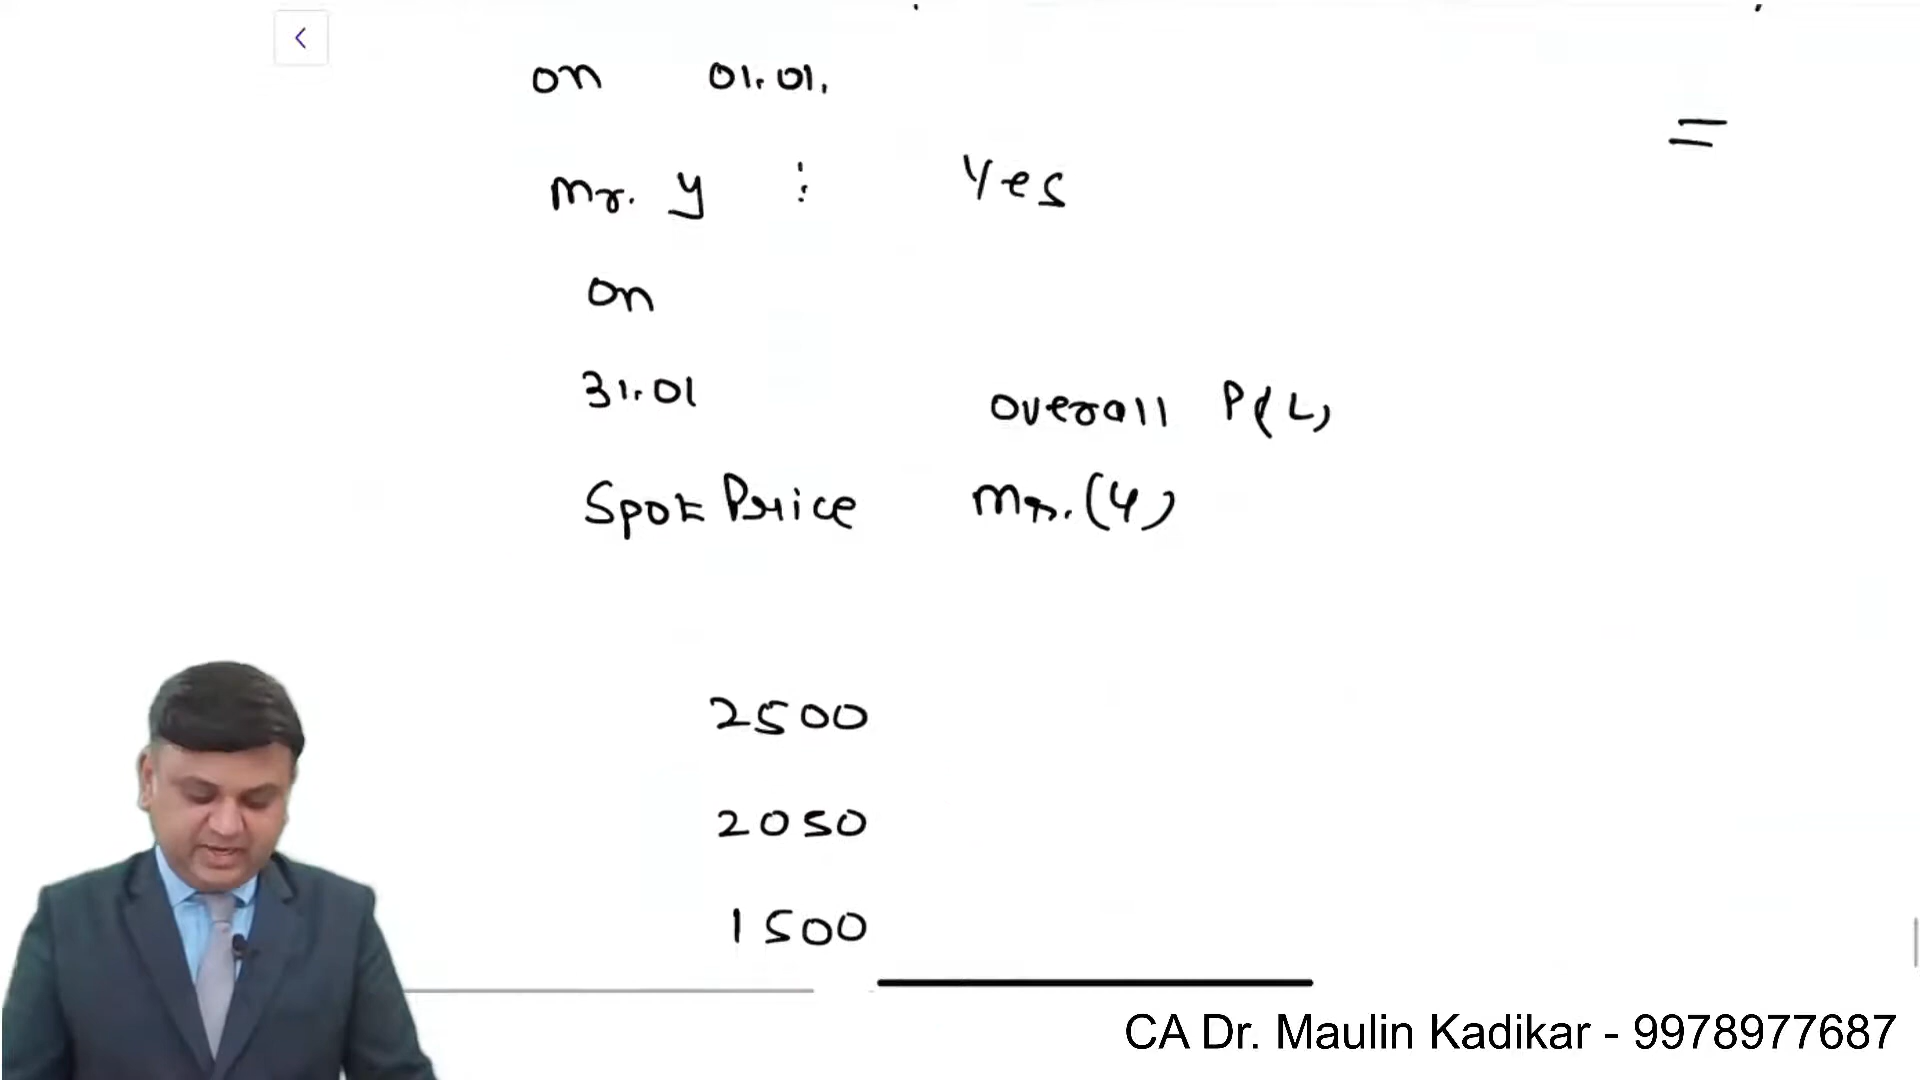 on 01.01.
=
Mr. y : Yes
on
31.01 overall P(L)
Spot Price Mr. (Y)
2500
2050
1500
CA Dr. Maulin Kadikar - 9978977687